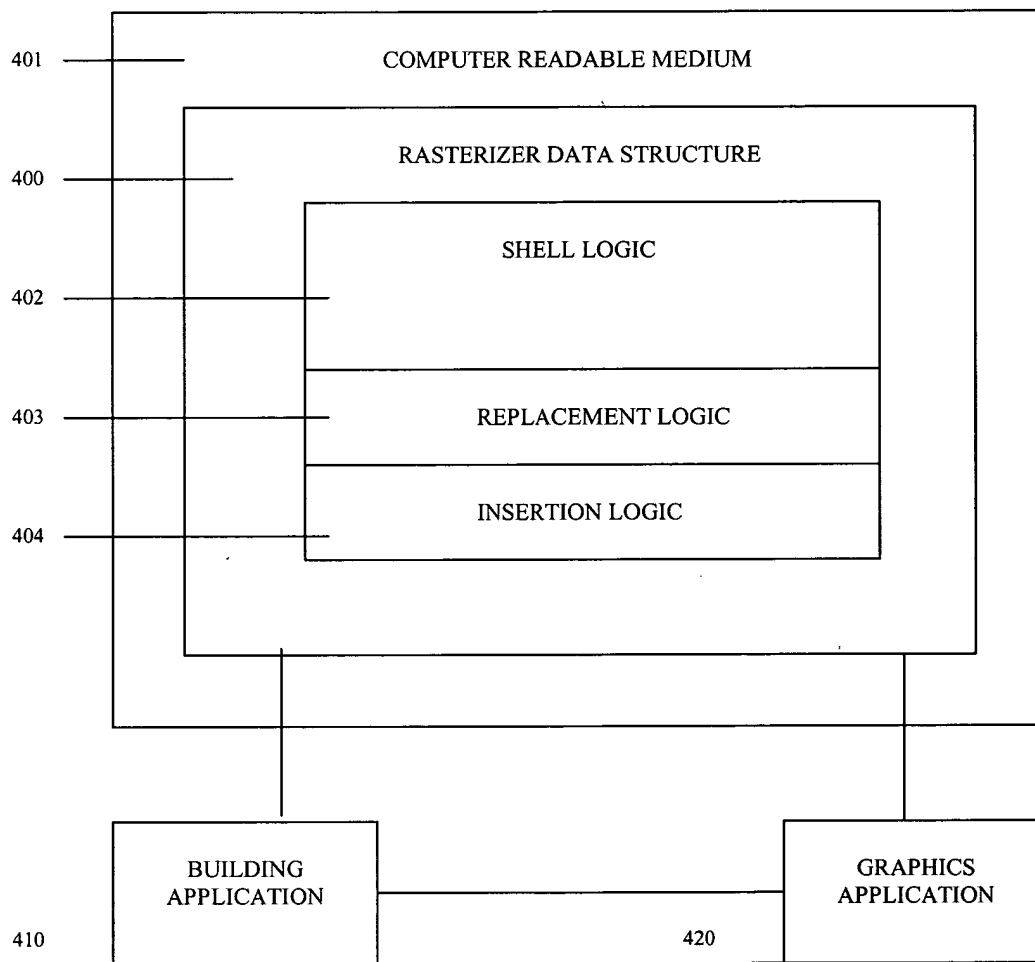 401
COMPUTER READABLE MEDIUM
RASTERIZER DATA STRUCTURE
400
SHELL LOGIC
402
403
REPLACEMENT LOGIC
INSERTION LOGIC
404
BUILDING
APPLICATION
GRAPHICS
APPLICATION
410
420